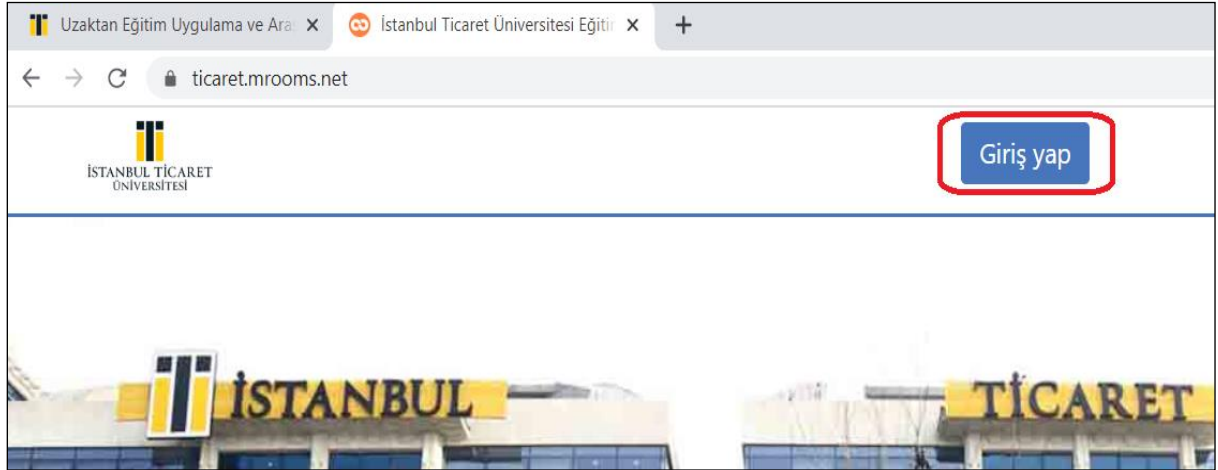 Uzaktan Eğitim Uygulama ve Ara
İstanbul Ticaret Üniversitesi Eğiti
ticaret.mrooms.net
İSTANBUL TİCARET
ÜNİVERSİTESİ
Giriş yap
İSTANBUL
TİCARET